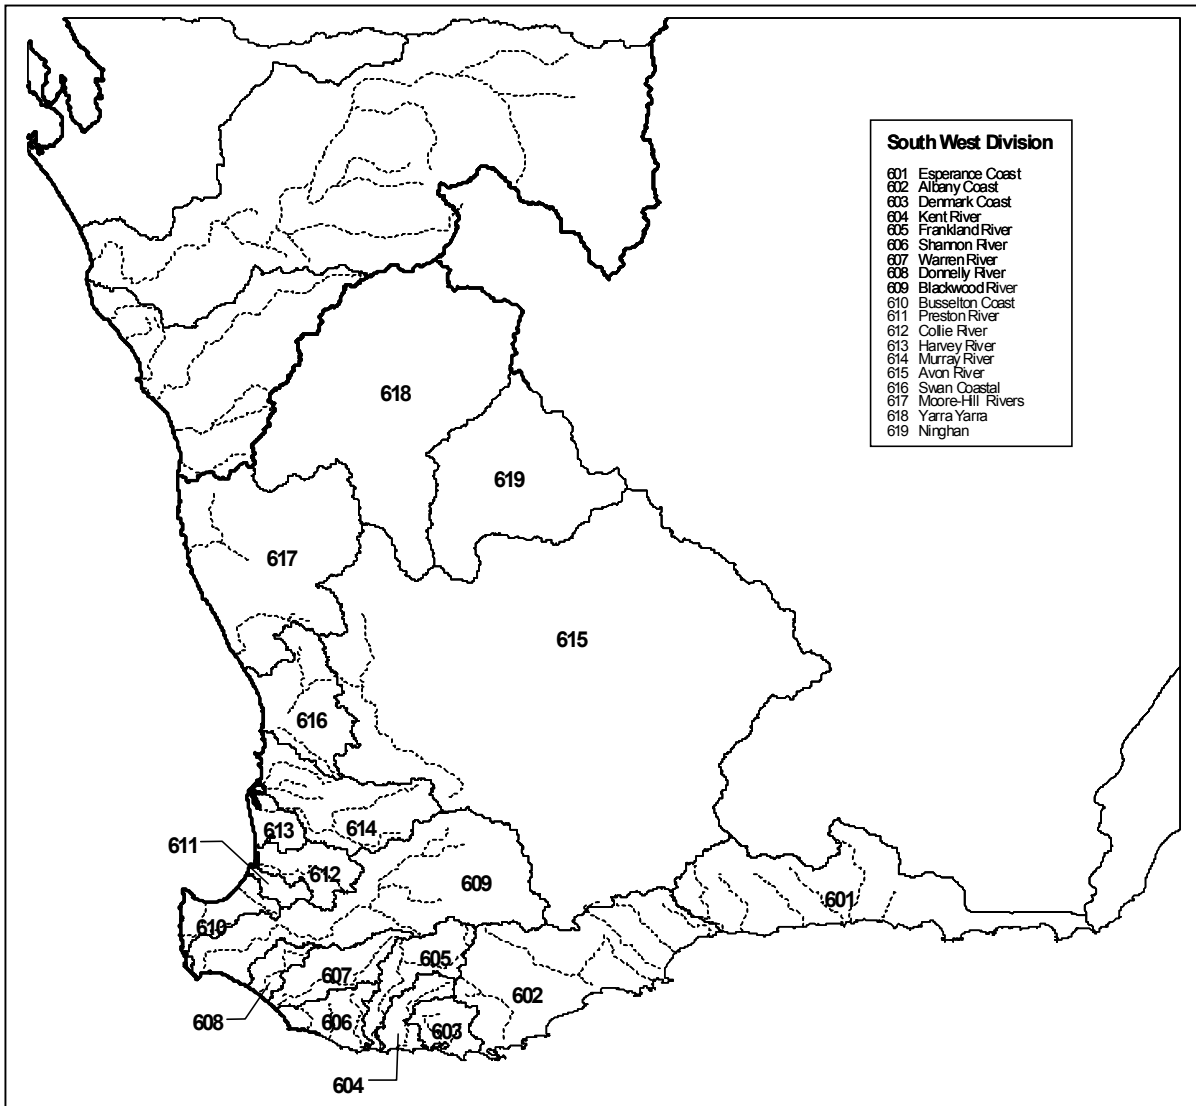 South West Division
601 Esperance Coast
602 Albany Coast
603 Denmark Coast
604 Kent River
605 Frankland River
606 Shannon River
607 Warren River
608 Donnelly River
609 Blackwood River
610 Busselton Coast
611 Preston River
612 Collie River
613 Harvey River
614 Murray River
615 Avon River
616 Swan Coastal
617 Moore-Hill Rivers
618 Yarra Yarra
619 Ninghan
618
619
617
615
616
613
614
611
612
609
601
610
605
607
602
608
606
603
604